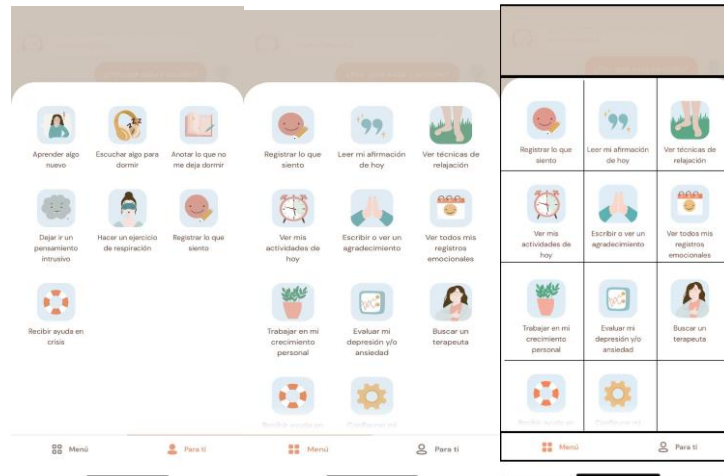 Aprender algo
nuevo
Escuchar algo para
dormir
Anotar lo que no
me deja dormir
Dejar ir un
pensamiento
intrusivo
Hacer un ejercicio
de respiración
Registrar lo que
siento
Recibir ayuda en
crisis
Menú
Para ti
Registrar lo que
siento
Leer mi afirmación
de hoy
Ver técnicas de
relajación
Ver mis
actividades de
hoy
Escribir o ver un
agradecimiento
Ver todos mis
registros
emocionales
Trabajar en mi
crecimiento
personal
Evaluar mi
depresión y/o
ansiedad
Buscar un
terapeuta
Recibir ayuda en
Menú
Para ti
Registrar lo que
siento
Leer mi afirmación
de hoy
Ver técnicas de
relajación
Ver mis
actividades de
hoy
Escribir o ver un
agradecimiento
Ver todos mis
registros
emocionales
Trabajar en mi
crecimiento
personal
Evaluar mi
depresión y/o
ansiedad
Buscar un
terapeuta
Recibir ayuda en
Menú
Para ti